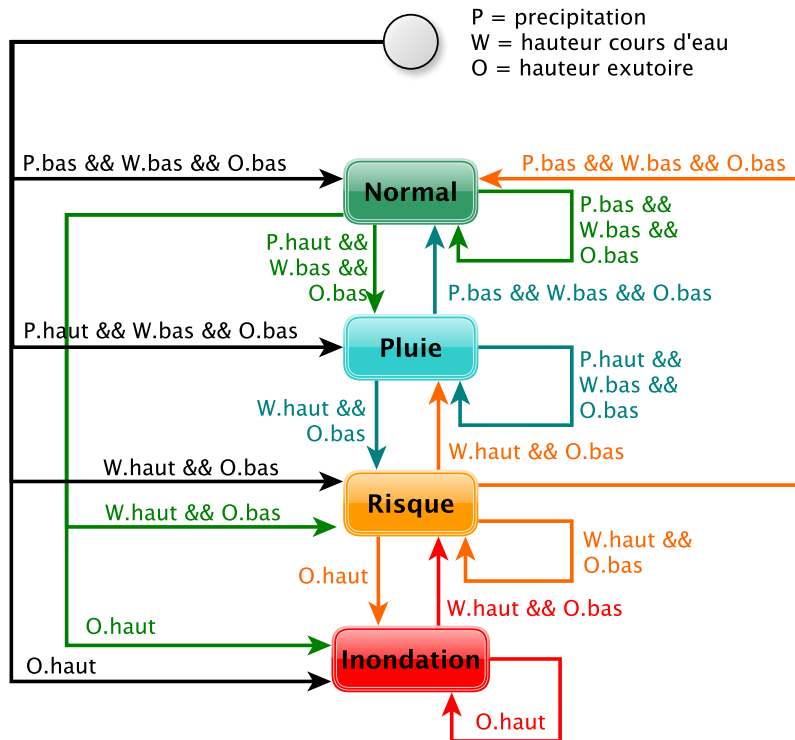 P = precipitation
W = hauteur cours d'eau
O = hauteur exutoire
P.bas && W.bas && O.bas
P.bas && W.bas && O.bas
Normal
P.bas &&
W.bas &&
O.bas
P.haut &&
W.bas &&
O.bas
P.bas && W.bas && O.bas
P.haut && W.bas && O.bas
Pluie
P.haut &&
W.bas &&
O.bas
W.haut &&
O.bas
W.haut && O.bas
W.haut && O.bas
Risque
W.haut && O.bas
W.haut &&
O.bas
O.haut
W.haut && O.bas
O.haut
Inondation
O.haut
O.haut